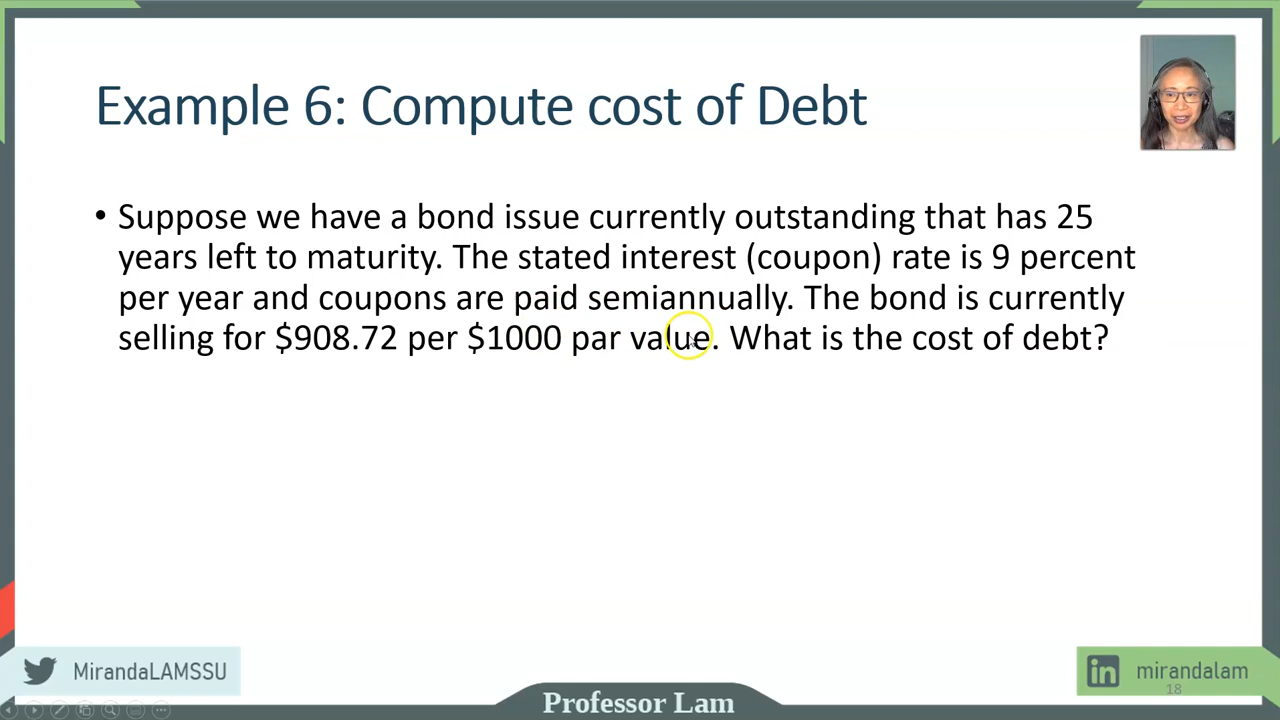 Example 6: Compute cost of Debt
• Suppose we have a bond issue currently outstanding that has 25
years left to maturity. The stated interest (coupon) rate is 9 percent
per year and coupons are paid semiannually. The bond is currently
selling for $908.72 per $1000 par value. What is the cost of debt?
MirandaLAMSSU
in mirandalam
18
Professor Lam